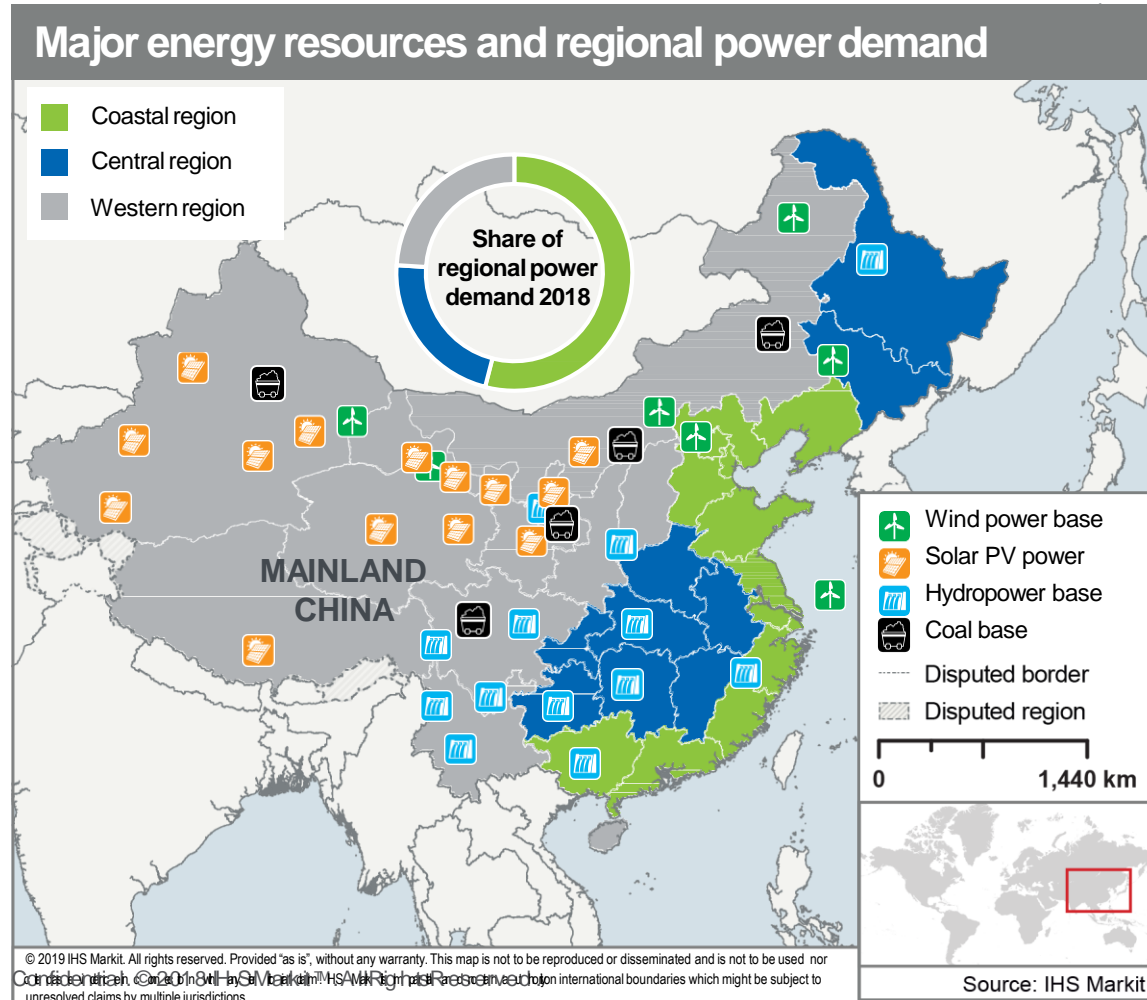 Major energy resources and regional power demand
Coastal region
Central region
Western region
Share of
regional power
demand 2018
MAINLAND
CHINA
Wind power base
Solar PV power
Hydropower base
Coal base
Disputed border
Disputed region
0 1,440 km
© 2019 IHS Markit. All rights reserved. Provided “as is”, without any warranty. This map is not to be reproduced or disseminated and is not to be used nor
on international boundaries which might be subject to
unresolved claims by multiple jurisdictions.
Source: IHS Markit